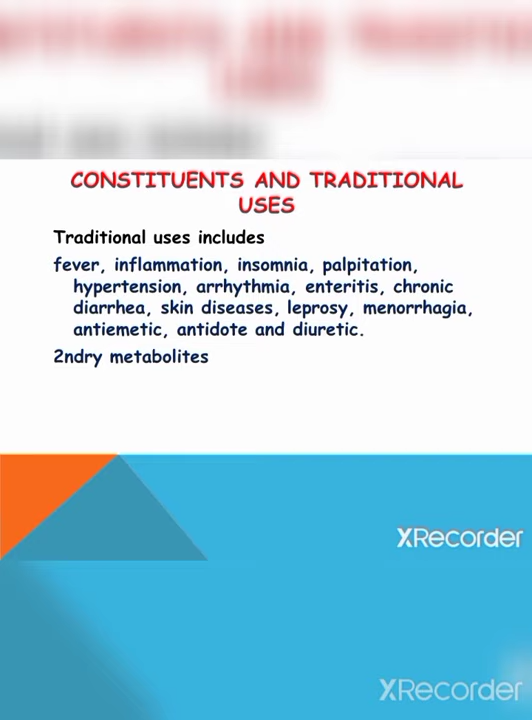 CONSTITUENTS AND TRADITIONAL
USES
Traditional uses includes
fever, inflammation, insomnia, palpitation,
hypertension, arrhythmia, enteritis, chronic
diarrhea, skin diseases, leprosy, menorrhagia,
antiemetic, antidote and diuretic.
2ndry metabolites
XRecorder
XRecorder